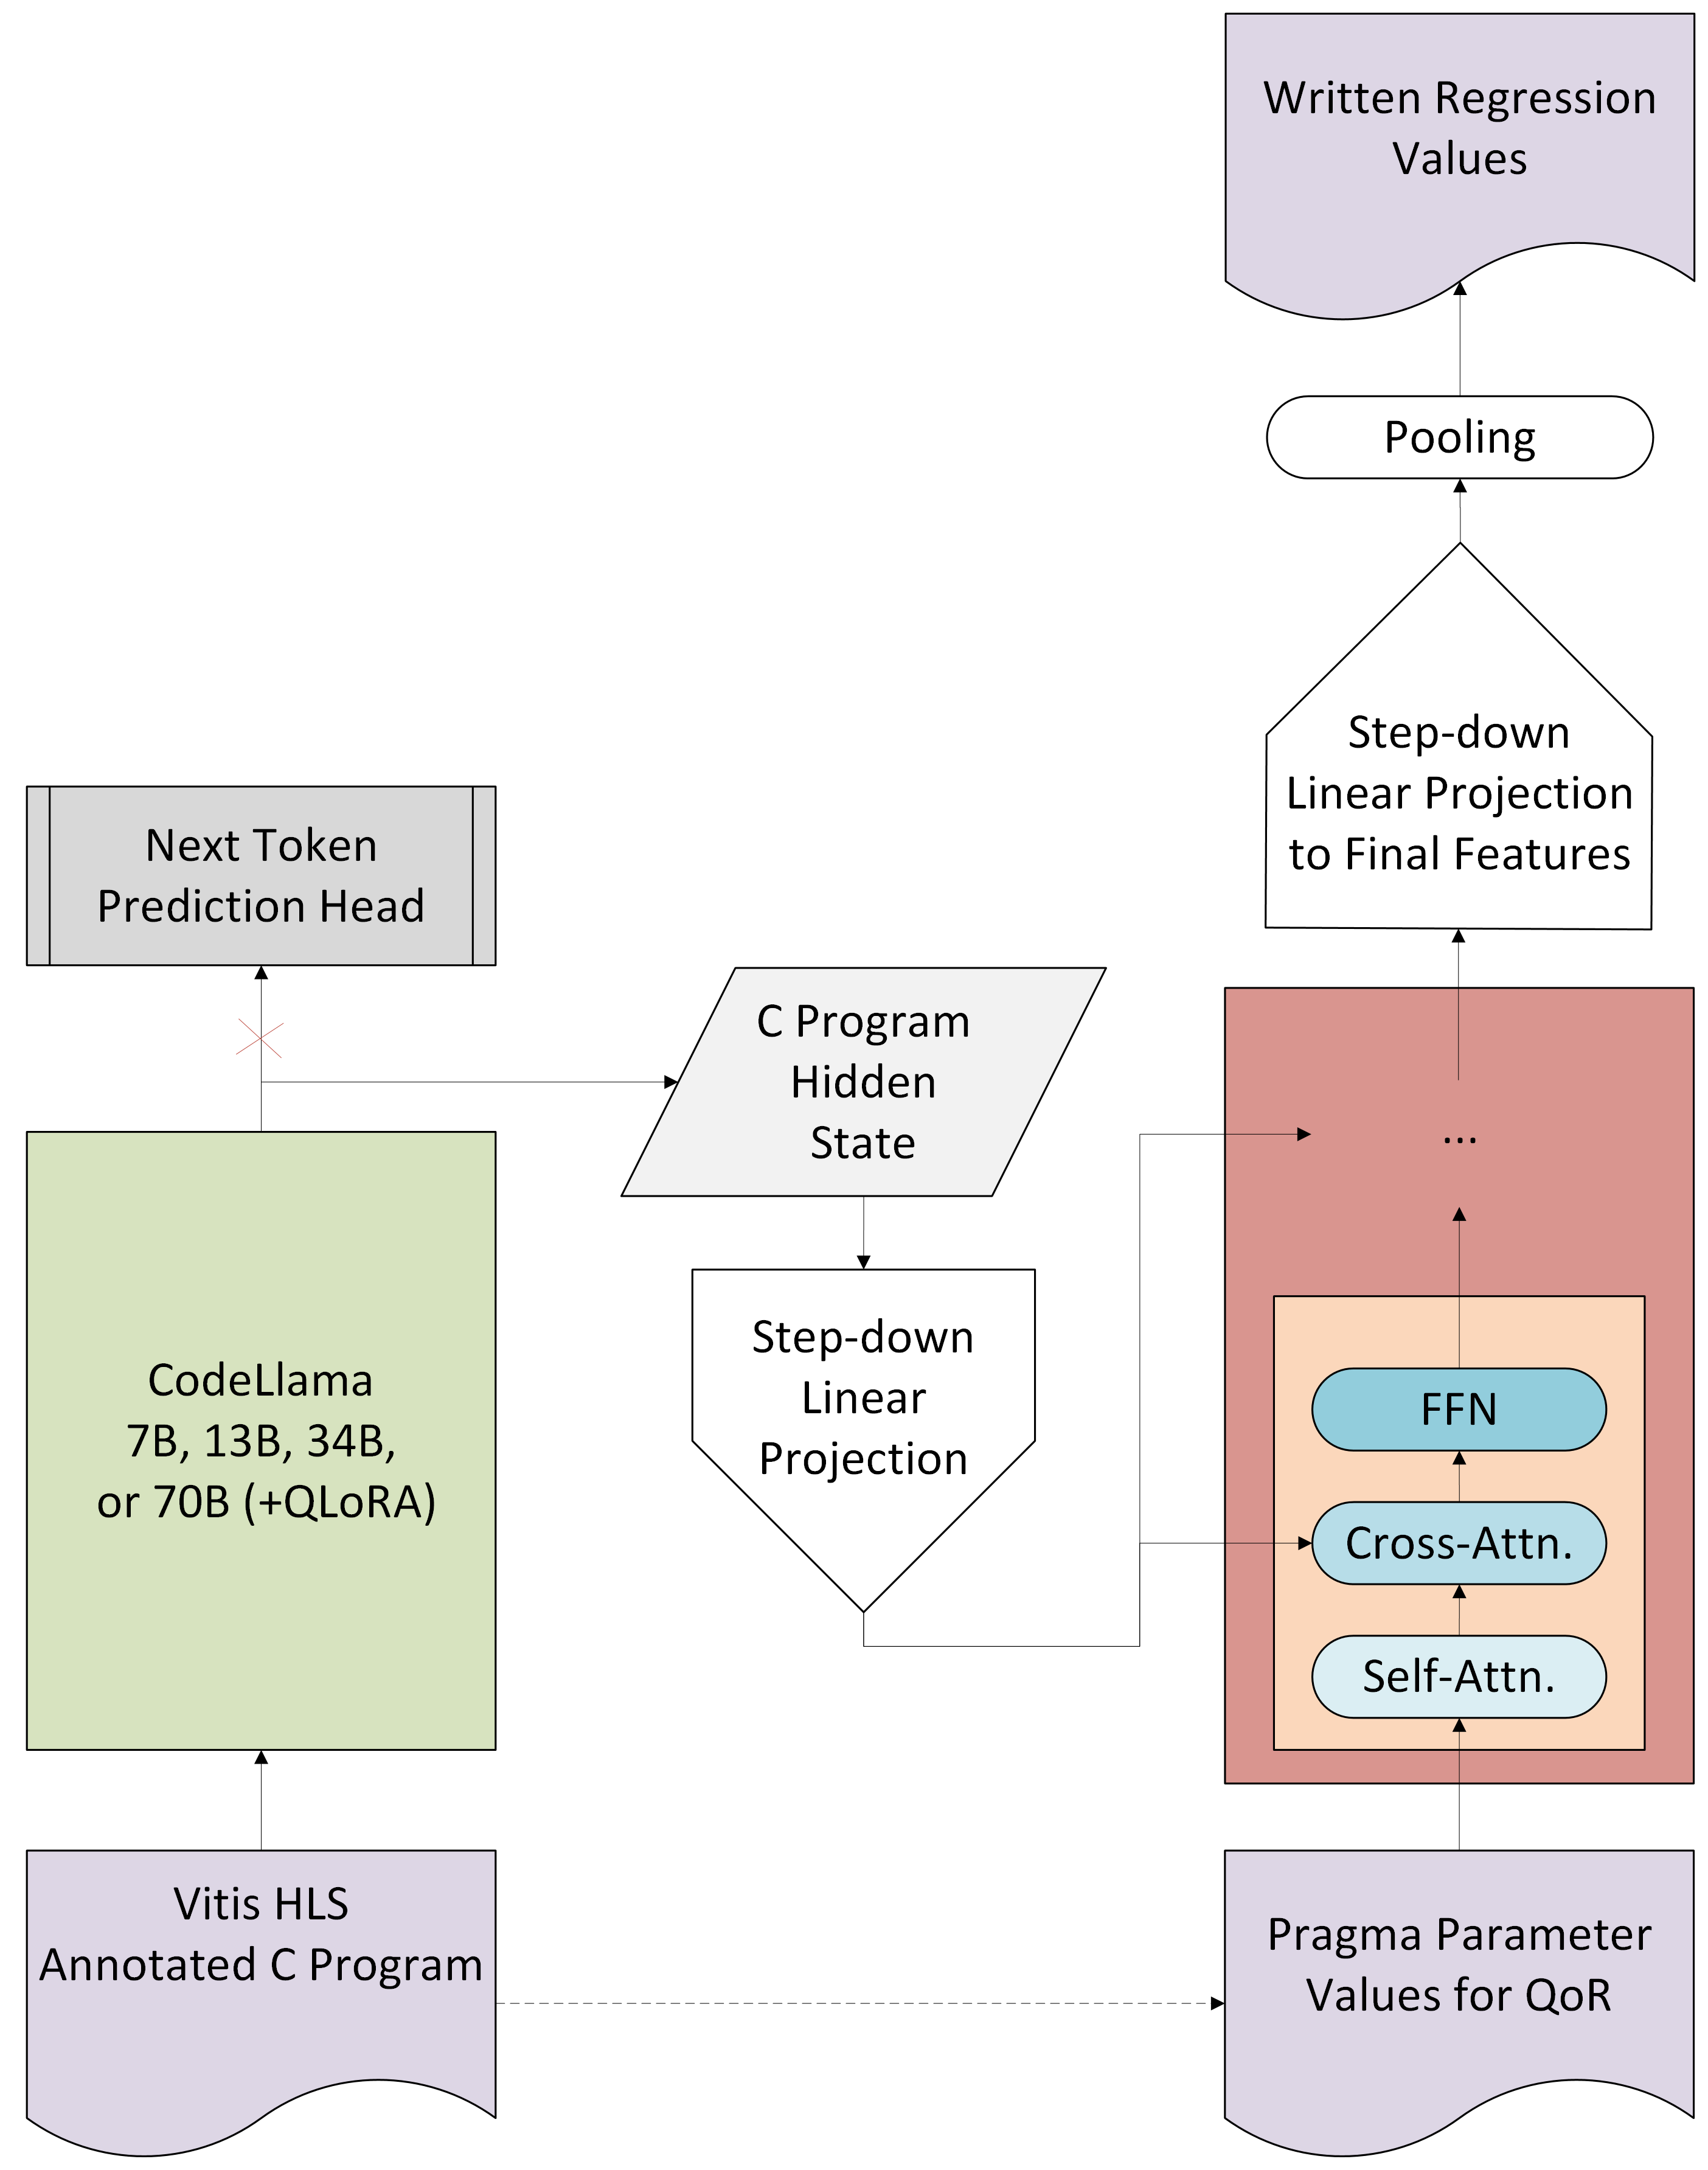 Written Regression
Values
Pooling
Step-down
Linear Projection
to Final Features
Next Token
Prediction Head
C Program
Hidden
State
...
Step-down
Linear
Projection
CodeLlama
7B, 13B, 34B,
or 70B (+QLoRA)
FFN
Cross-Attn.
Self-Attn.
Vitis HLS
Annotated C Program
Pragma Parameter
Values for QoR